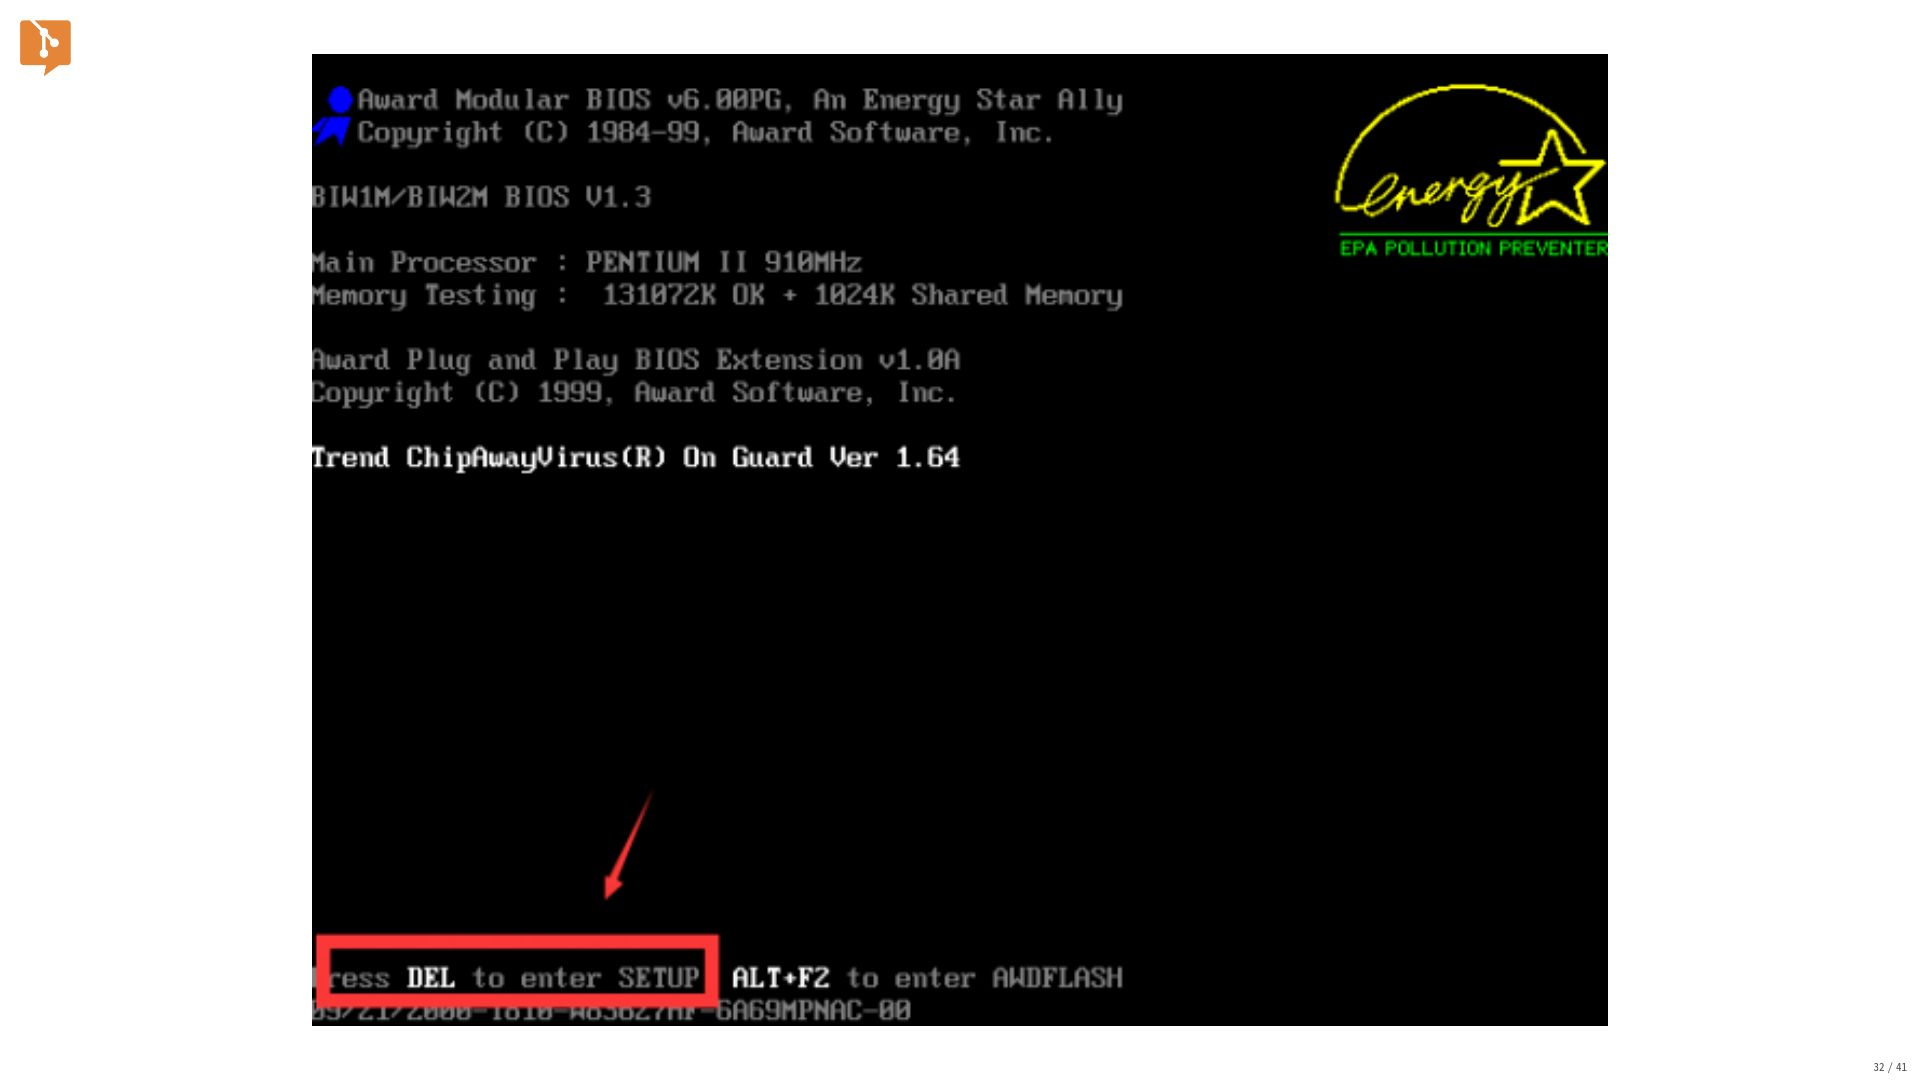 Award Modular BIOS v6.00PG, An Energy Star Ally
Copyright (C) 1984-99, Award Software, Inc.
energy
EPA POLLUTION PREVENTER
BIW1M/BIW2M BIOS V1.3
Main Processor : PENTIUM II 910MHz
Memory Testing : 131072K OK + 1024K Shared Memory
Award Plug and Play BIOS Extension v1.0A
Copyright (C) 1999, Award Software, Inc.
Trend ChipAwayVirus(R) On Guard Ver 1.64
Press DEL to enter SETUP, ALT+F2 to enter AWDFLASH
6A69MPNAC-00
32 / 41